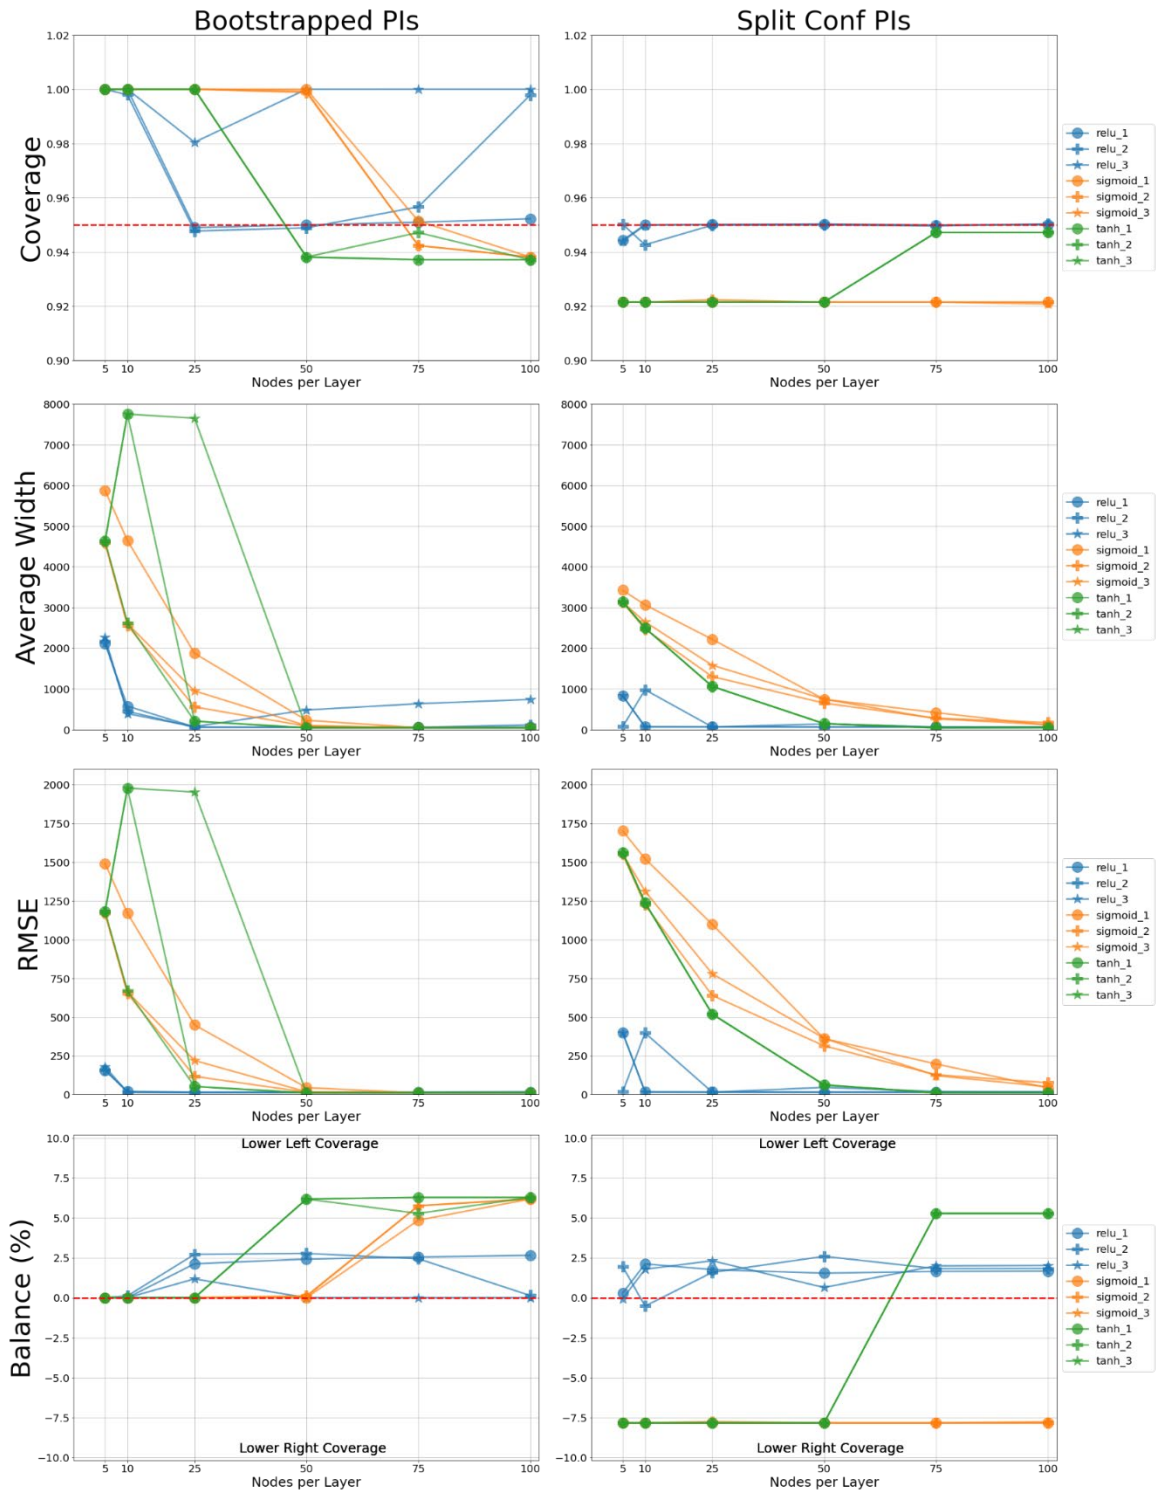 Bootstrapped PIs
Split Conf PIs
Coverage
1.02
1.00
0.98
0.96
0.94
0.92
0.90
5 10 25 50 75 100
Nodes per Layer
1.02
1.00
0.98
0.96
0.94
0.92
0.90
5 10 25 50 75 100
Nodes per Layer
relu_1
relu_2
relu_3
sigmoid_1
sigmoid_2
sigmoid_3
tanh_1
tanh_2
tanh_3
Average Width
8000
7000
6000
5000
4000
3000
2000
1000
0
5 10 25 50 75 100
Nodes per Layer
8000
7000
6000
5000
4000
3000
2000
1000
0
5 10 25 50 75 100
Nodes per Layer
relu_1
relu_2
relu_3
sigmoid_1
sigmoid_2
sigmoid_3
tanh_1
tanh_2
tanh_3
RMSE
2000
1750
1500
1250
1000
750
500
250
0
5 10 25 50 75 100
Nodes per Layer
2000
1750
1500
1250
1000
750
500
250
0
5 10 25 50 75 100
Nodes per Layer
relu_1
relu_2
relu_3
sigmoid_1
sigmoid_2
sigmoid_3
tanh_1
tanh_2
tanh_3
Balance (%)
Lower Left Coverage
10.0
7.5
5.0
2.5
0.0
−2.5
−5.0
−7.5
−10.0
Lower Right Coverage
5 10 25 50 75 100
Nodes per Layer
Lower Left Coverage
10.0
7.5
5.0
2.5
0.0
−2.5
−5.0
−7.5
−10.0
Lower Right Coverage
5 10 25 50 75 100
Nodes per Layer
relu_1
relu_2
relu_3
sigmoid_1
sigmoid_2
sigmoid_3
tanh_1
tanh_2
tanh_3